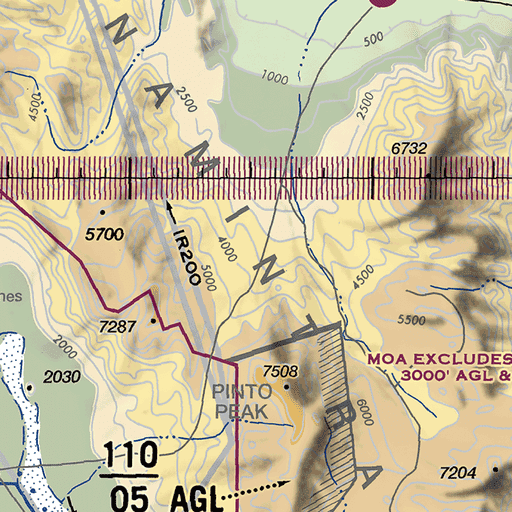 500
1000
2500
4500
2500
N A M I N T R A
6732
5700
IR200
4000
5000
4500
5500
nes
7287
2000
MOA EXCLUDES
3000' AGL &
2030
7508
PINTO
PEAK
6000
110
05 AGL
7204